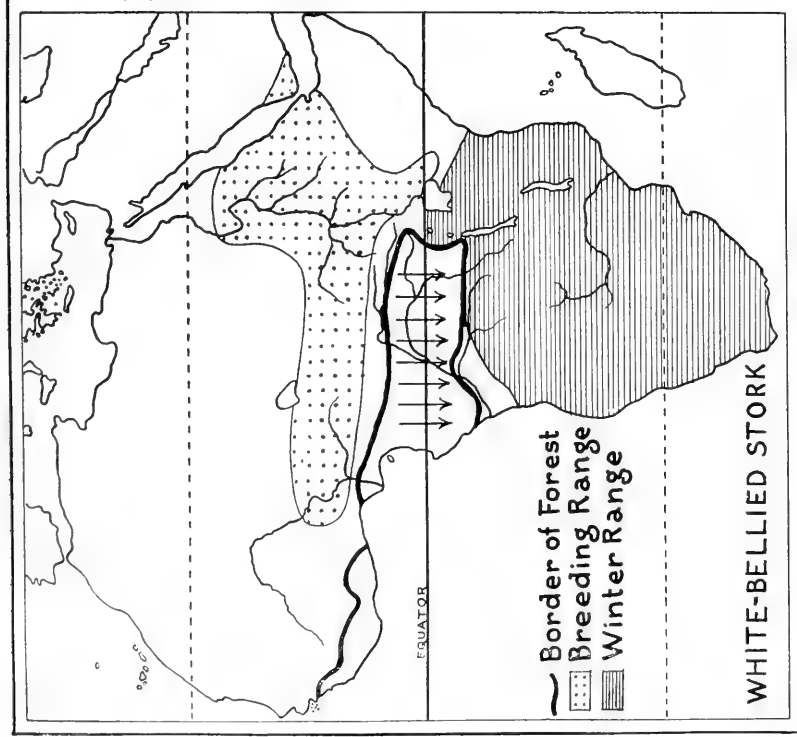 EQUATOR
Border of Forest
Breeding Range
Winter Range
WHITE-BELLIED STORK